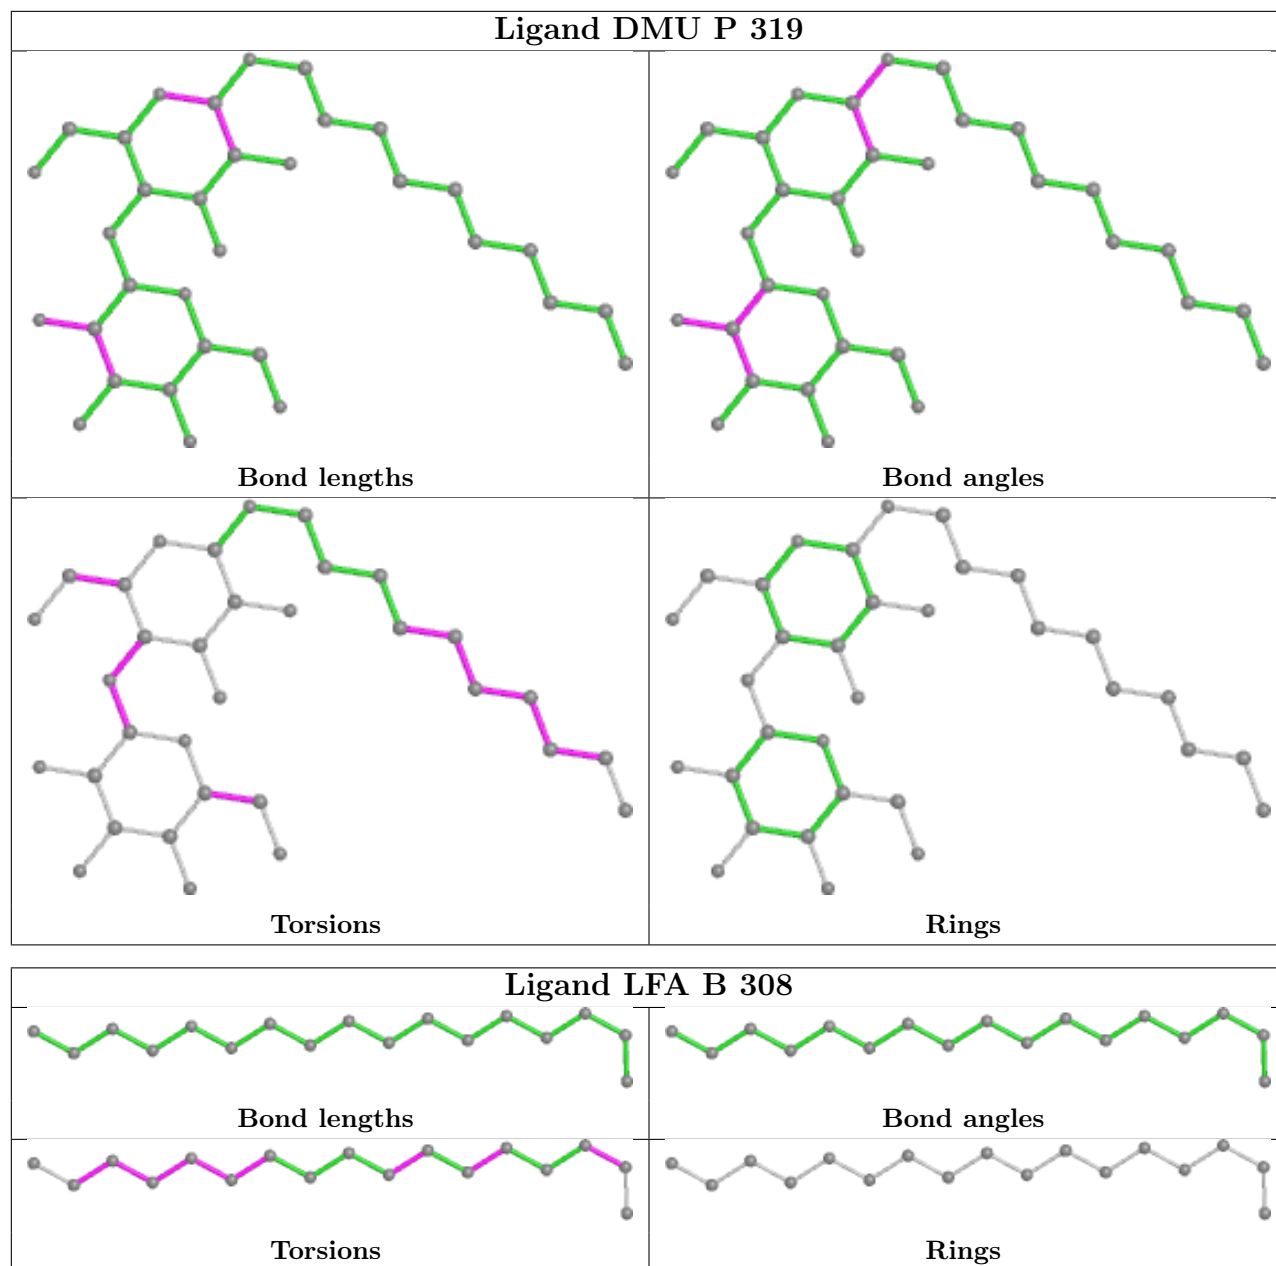 Ligand DMU P 319
Bond lengths
Bond angles
Torsions
Rings
Ligand LFA B 308
Bond lengths
Bond angles
Torsions
Rings